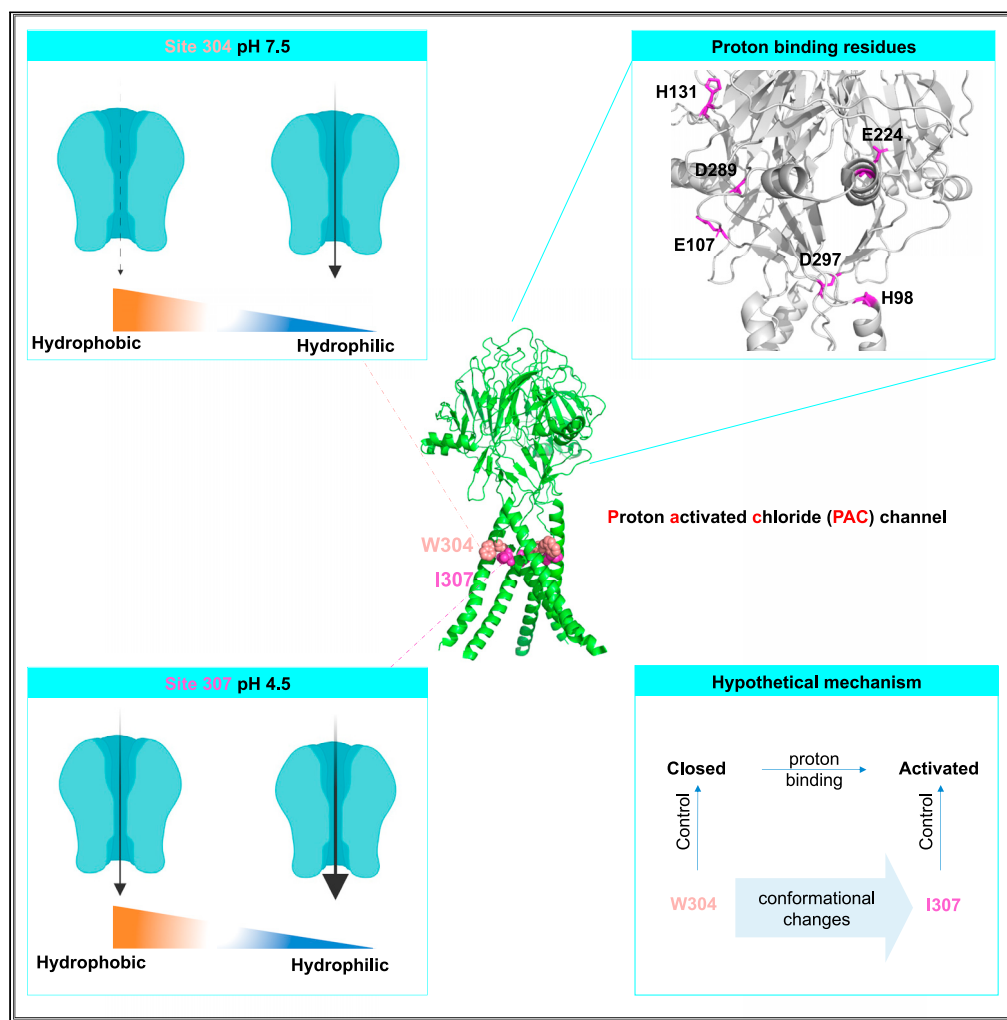 Site 304 pH 7.5
Hydrophobic
Hydrophilic
Proton binding residues
H131
E224
D289
E107
D297
H98
W304
I307
Proton activated chloride (PAC) channel
Site 307 pH 4.5
Hydrophobic
Hydrophilic
Hypothetical mechanism
Closed
proton
binding
Activated
Control
Control
W304
conformational
changes
I307